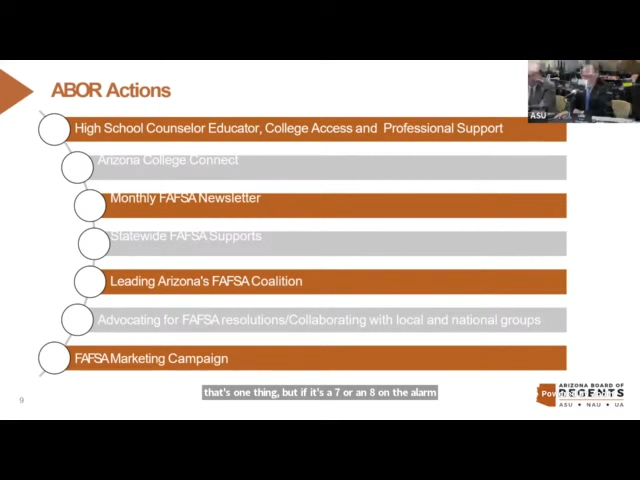 ABOR Actions
ASU
High School Counselor Educator, College Access and Professional Support
Arizona College Connect
Monthly FAFSA Newsletter
Statewide FAFSA Supports
Leading Arizona's FAFSA Coalition
Advocating for FAFSA resolutions/Collaborating with local and national groups
FAFSA Marketing Campaign
that's one thing, but if it's a 7 or an 8 on the alarm
9
ARIZONA BOARD OF
REGENTS
ASU • NAU • UA